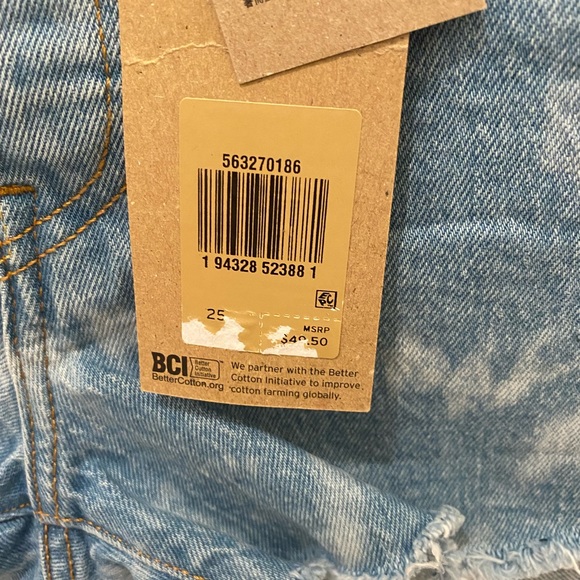 563270186
1 94328 52388 1
25
MSRP
$49.50
BCI Better
Cotton
Initiative
BetterCotton.org
We partner with the Better
Cotton Initiative to improve
cotton farming globally.